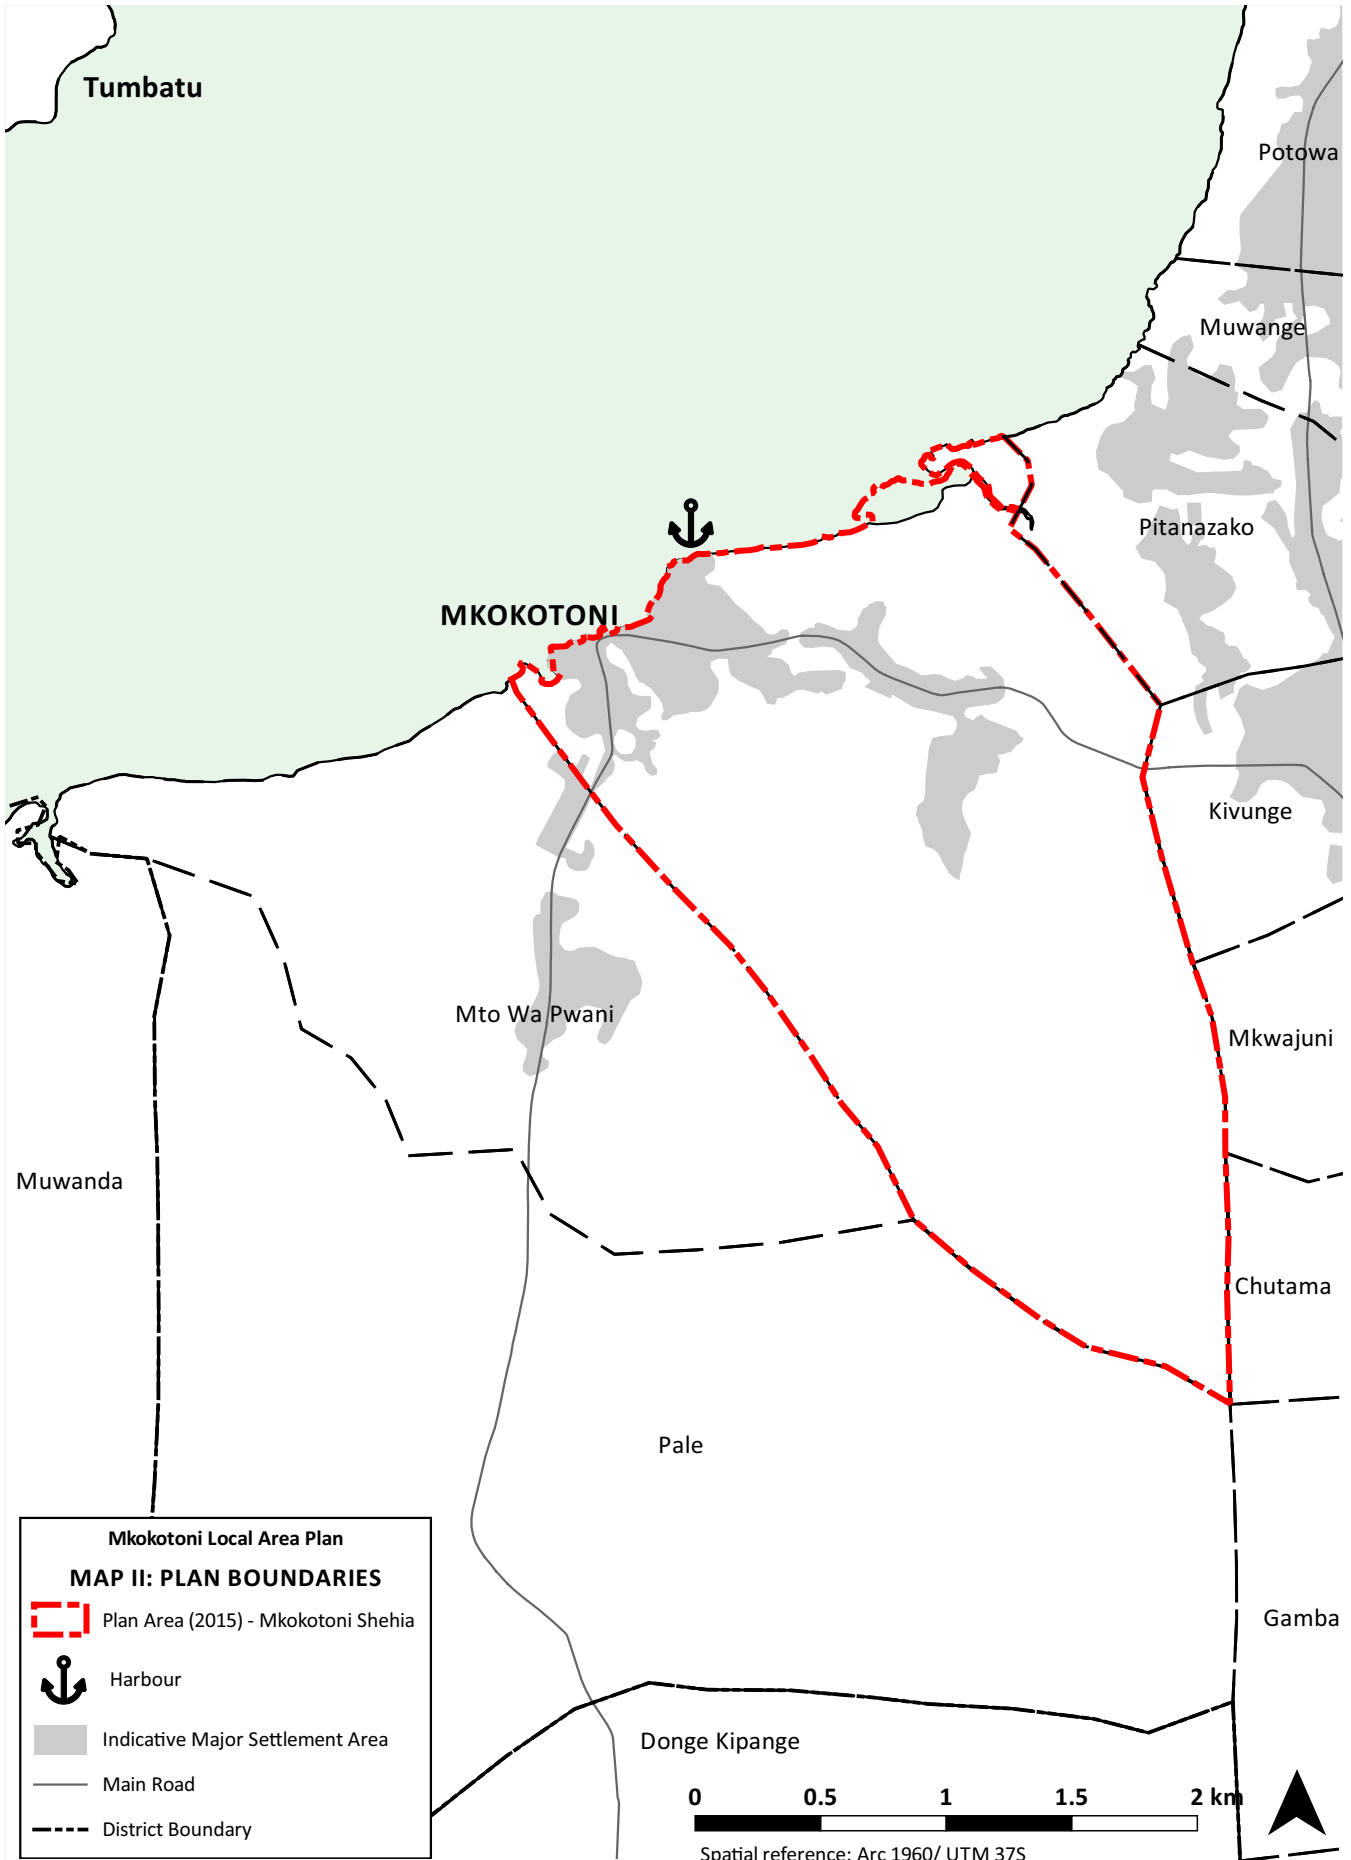 Tumbatu
Potowa
Muwange
Pitanazako
MKOKOTONI
Kivunge
Mto Wa Pwani
Mkwajuni
Muwanda
Chutama
Pale
Gamba
Donge Kipange
Mkokotoni Local Area Plan
MAP II: PLAN BOUNDARIES
Plan Area (2015) - Mkokotoni Shehia
Harbour
Indicative Major Settlement Area
Main Road
District Boundary
0 0.5 1 1.5 2 km
Spatial reference: Arc 1960/ UTM 37S